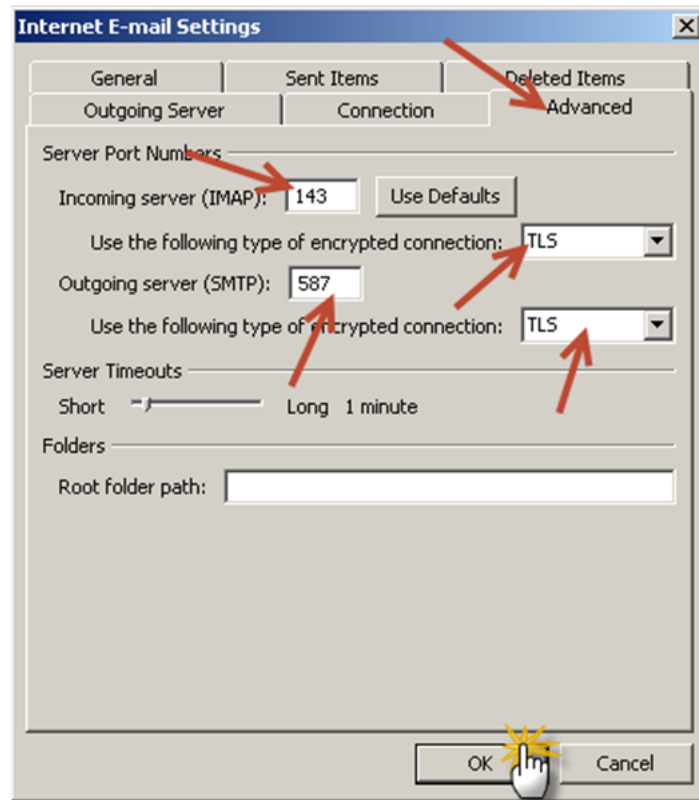 Internet E-mail Settings
General Sent Items Deleted Items
Outgoing Server Connection Advanced
Server Port Numbers
Incoming server (IMAP): 143 Use Defaults
Use the following type of encrypted connection: TLS
Outgoing server (SMTP): 587
Use the following type of encrypted connection: TLS
Server Timeouts
Short Long 1 minute
Folders
Root folder path:
OK Cancel